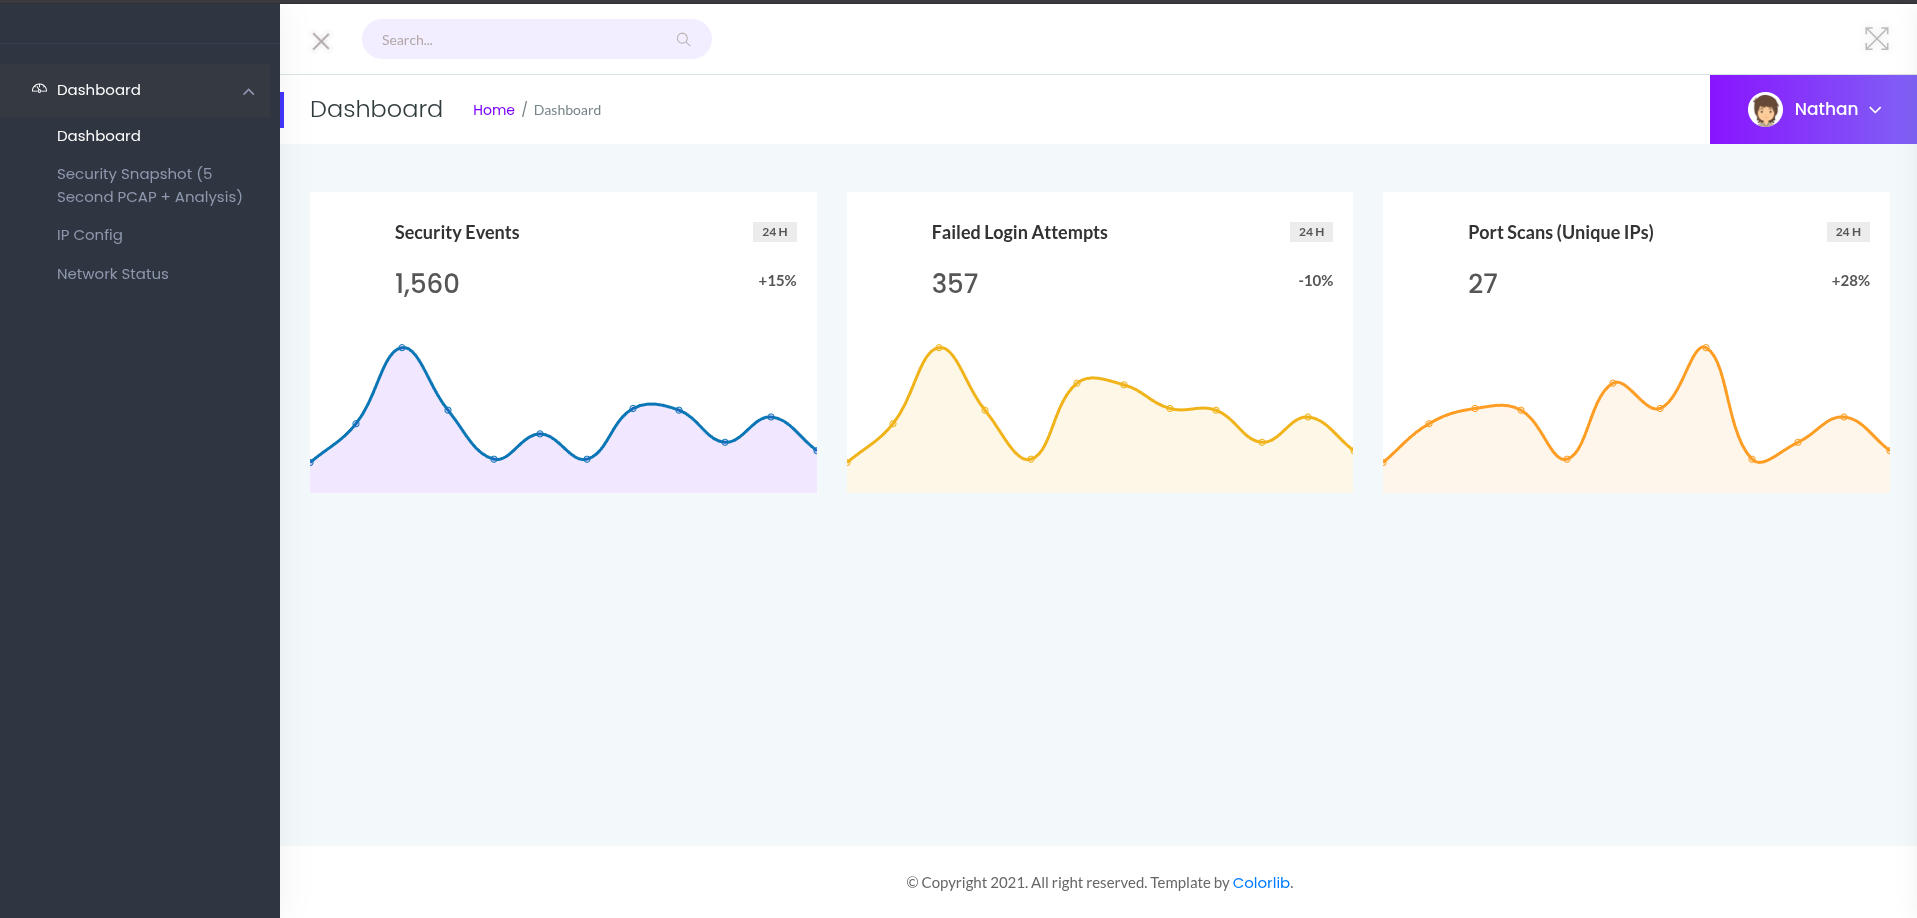 Search...
Dashboard
Dashboard
Security Snapshot (5
Second PCAP + Analysis)
IP Config
Network Status
Dashboard
Home / Dashboard
Nathan
Security Events
24 H
1,560
+15%
Failed Login Attempts
24 H
357
-10%
Port Scans (Unique IPs)
24 H
27
+28%
© Copyright 2021. All right reserved. Template by Colorlib.